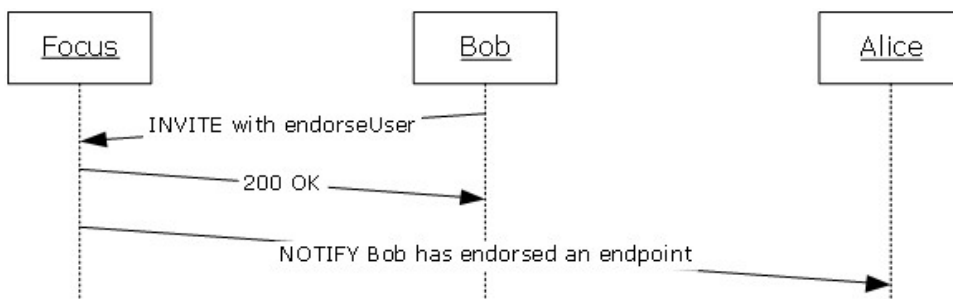 Focus
Bob
Alice
INVITE with endorseUser
200 OK
NOTIFY Bob has endorsed an endpoint